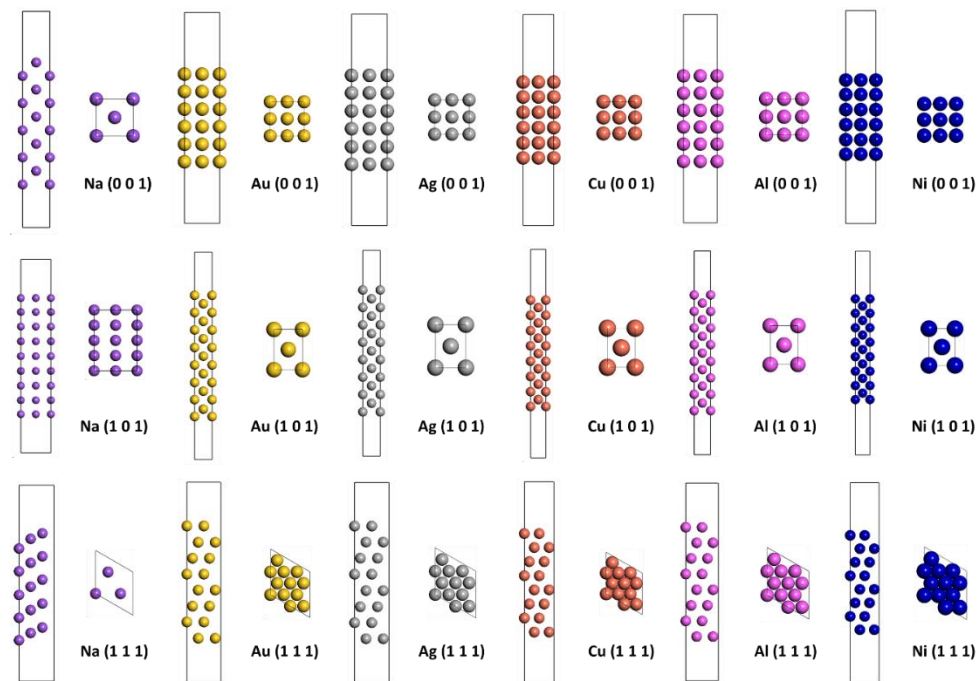 Na (0 0 1)
Au (0 0 1)
Ag (0 0 1)
Cu (0 0 1)
Al (0 0 1)
Ni (0 0 1)
Na (1 0 1)
Au (1 0 1)
Ag (1 0 1)
Cu (1 0 1)
Al (1 0 1)
Ni (1 0 1)
Na (1 1 1)
Au (1 1 1)
Ag (1 1 1)
Cu (1 1 1)
Al (1 1 1)
Ni (1 1 1)